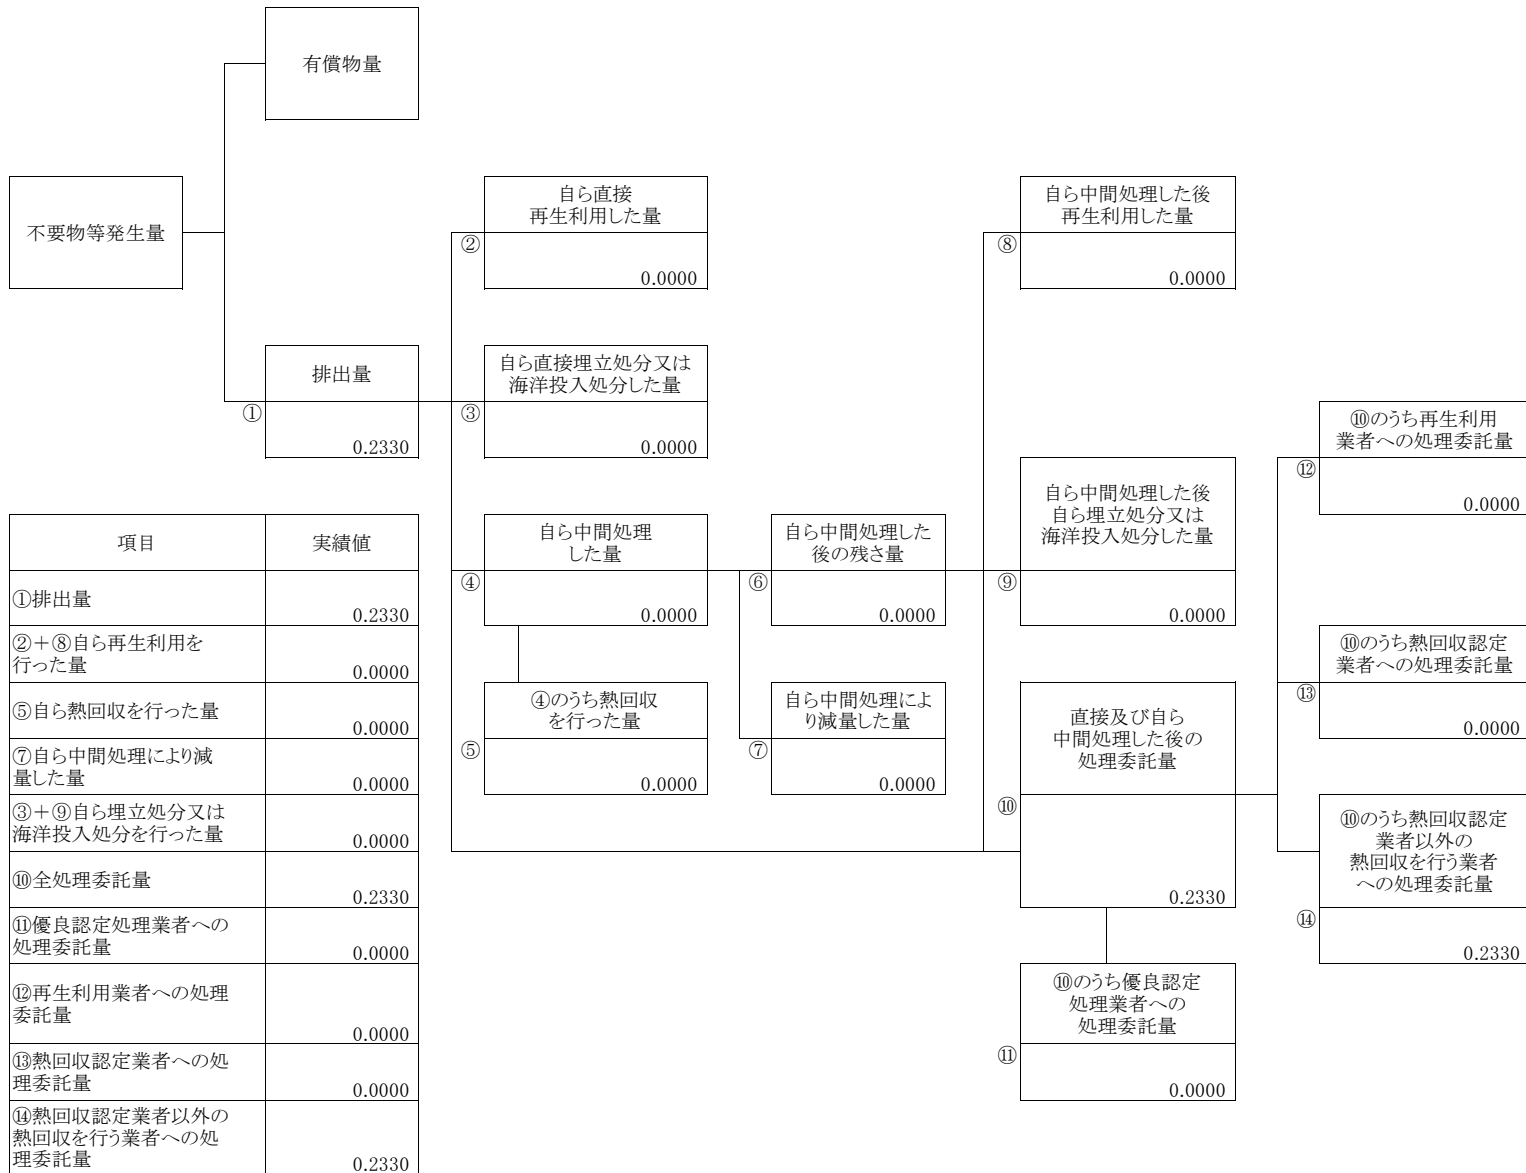 有償物量
不要物等発生量
排出量
①
0.2330
自ら直接
再生利用した量
②
0.0000
自ら直接埋立処分又は
海洋投入処分した量
③
0.0000
自ら中間処理
した量
④
0.0000
④のうち熱回収
を行った量
⑤
0.0000
自ら中間処理した
後の残さ量
⑥
0.0000
自ら中間処理によ
り減量した量
⑦
0.0000
自ら中間処理した後
再生利用した量
⑧
0.0000
自ら中間処理した後
自ら埋立処分又は
海洋投入処分した量
⑨
0.0000
直接及び自ら
中間処理した後の
処理委託量
⑩
0.2330
⑩のうち優良認定
処理業者への
処理委託量
⑪
0.0000
⑩のうち再生利用
業者への処理委託量
⑫
0.0000
⑩のうち熱回収認定
業者への処理委託量
⑬
0.0000
⑩のうち熱回収認定
業者以外の
熱回収を行う業者
への処理委託量
⑭
0.2330
項目 実績値
①排出量
0.2330
②＋⑧自ら再生利用を
行った量
0.0000
⑤自ら熱回収を行った量
0.0000
⑦自ら中間処理により減
量した量
0.0000
③＋⑨自ら埋立処分又は
海洋投入処分を行った量
0.0000
⑩全処理委託量
0.2330
⑪優良認定処理業者への
処理委託量
0.0000
⑫再生利用業者への処理
委託量
0.0000
⑬熱回収認定業者への処
理委託量
0.0000
⑭熱回収認定業者以外の
熱回収を行う業者への処
理委託量
0.2330